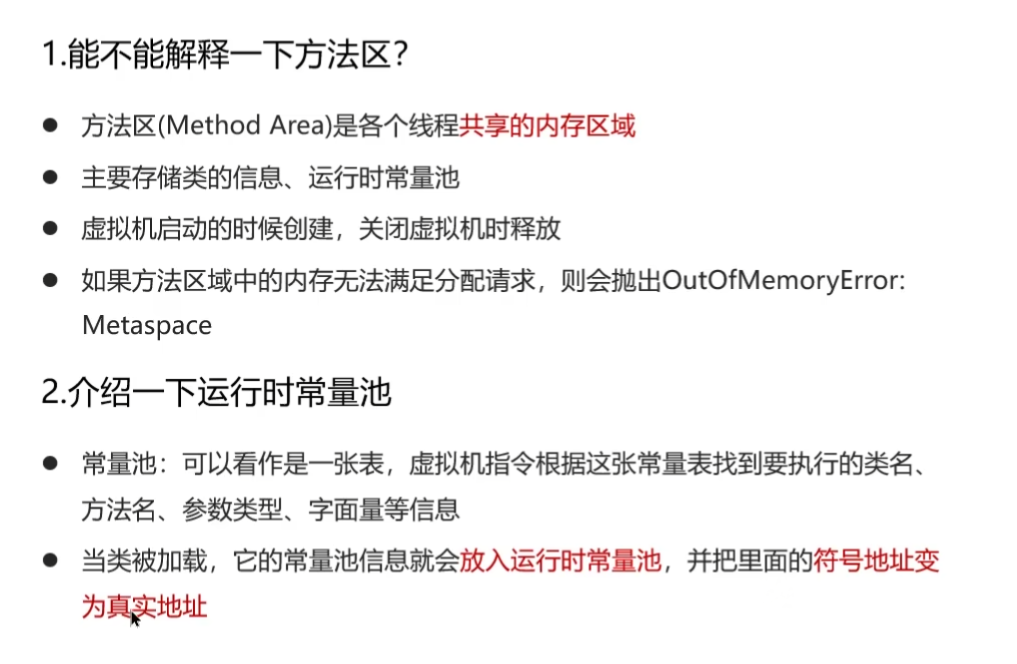 1.能不能解释一下方法区？
● 方法区(Method Area)是各个线程共享的内存区域
● 主要存储类的信息、运行时常量池
● 虚拟机启动的时候创建，关闭虚拟机时释放
● 如果方法区域中的内存无法满足分配请求，则会抛出OutOfMemoryError:
Metaspace
2.介绍一下运行时常量池
● 常量池：可以看作是一张表，虚拟机指令根据这张常量表找到要执行的类名、
方法名、参数类型、字面量等信息
● 当类被加载，它的常量池信息就会放入运行时常量池，并把里面的符号地址变
为真实地址